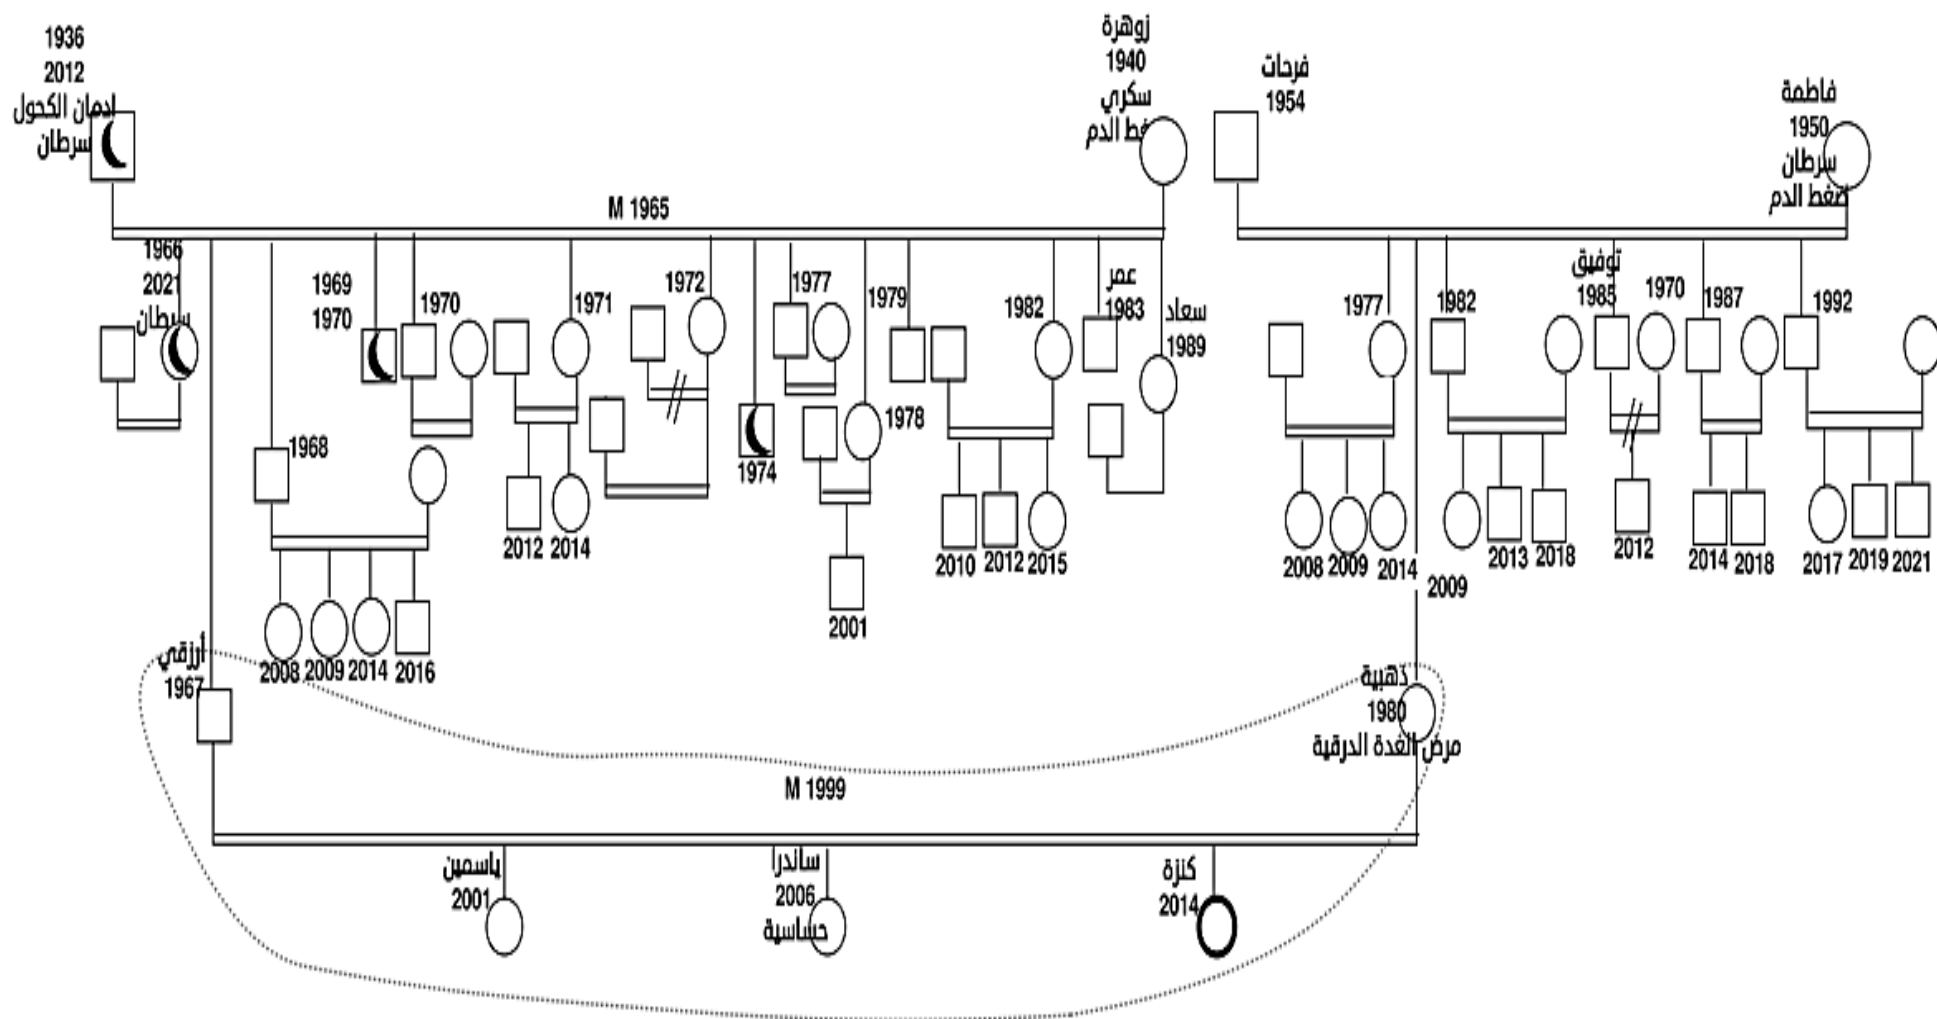 1936
2012
ادمان الكحول
سرطان
زوهرة
1940
سكري
غط الدم
فرحات
1954
فاطمة
1950
سرطان
ضغط الدم
M 1965
1966
2021
سرطان
1969
1970
1970
1971
1972
1977
1979
1982
عمر
1983
سعاد
1989
1977
1982
توفيق
1985
1970
1987
1992
1968
1974
1978
2012
2014
2001
2010
2012
2015
2008
2009
2014
2009
2013
2018
2012
2014
2018
2017
2019
2021
2008
2009
2014
2016
أرزقي
1967
ذهبية
1980
مرض الغدة الدرقية
M 1999
ياسمين
2001
ساندرا
2006
حساسية
كنزة
2014